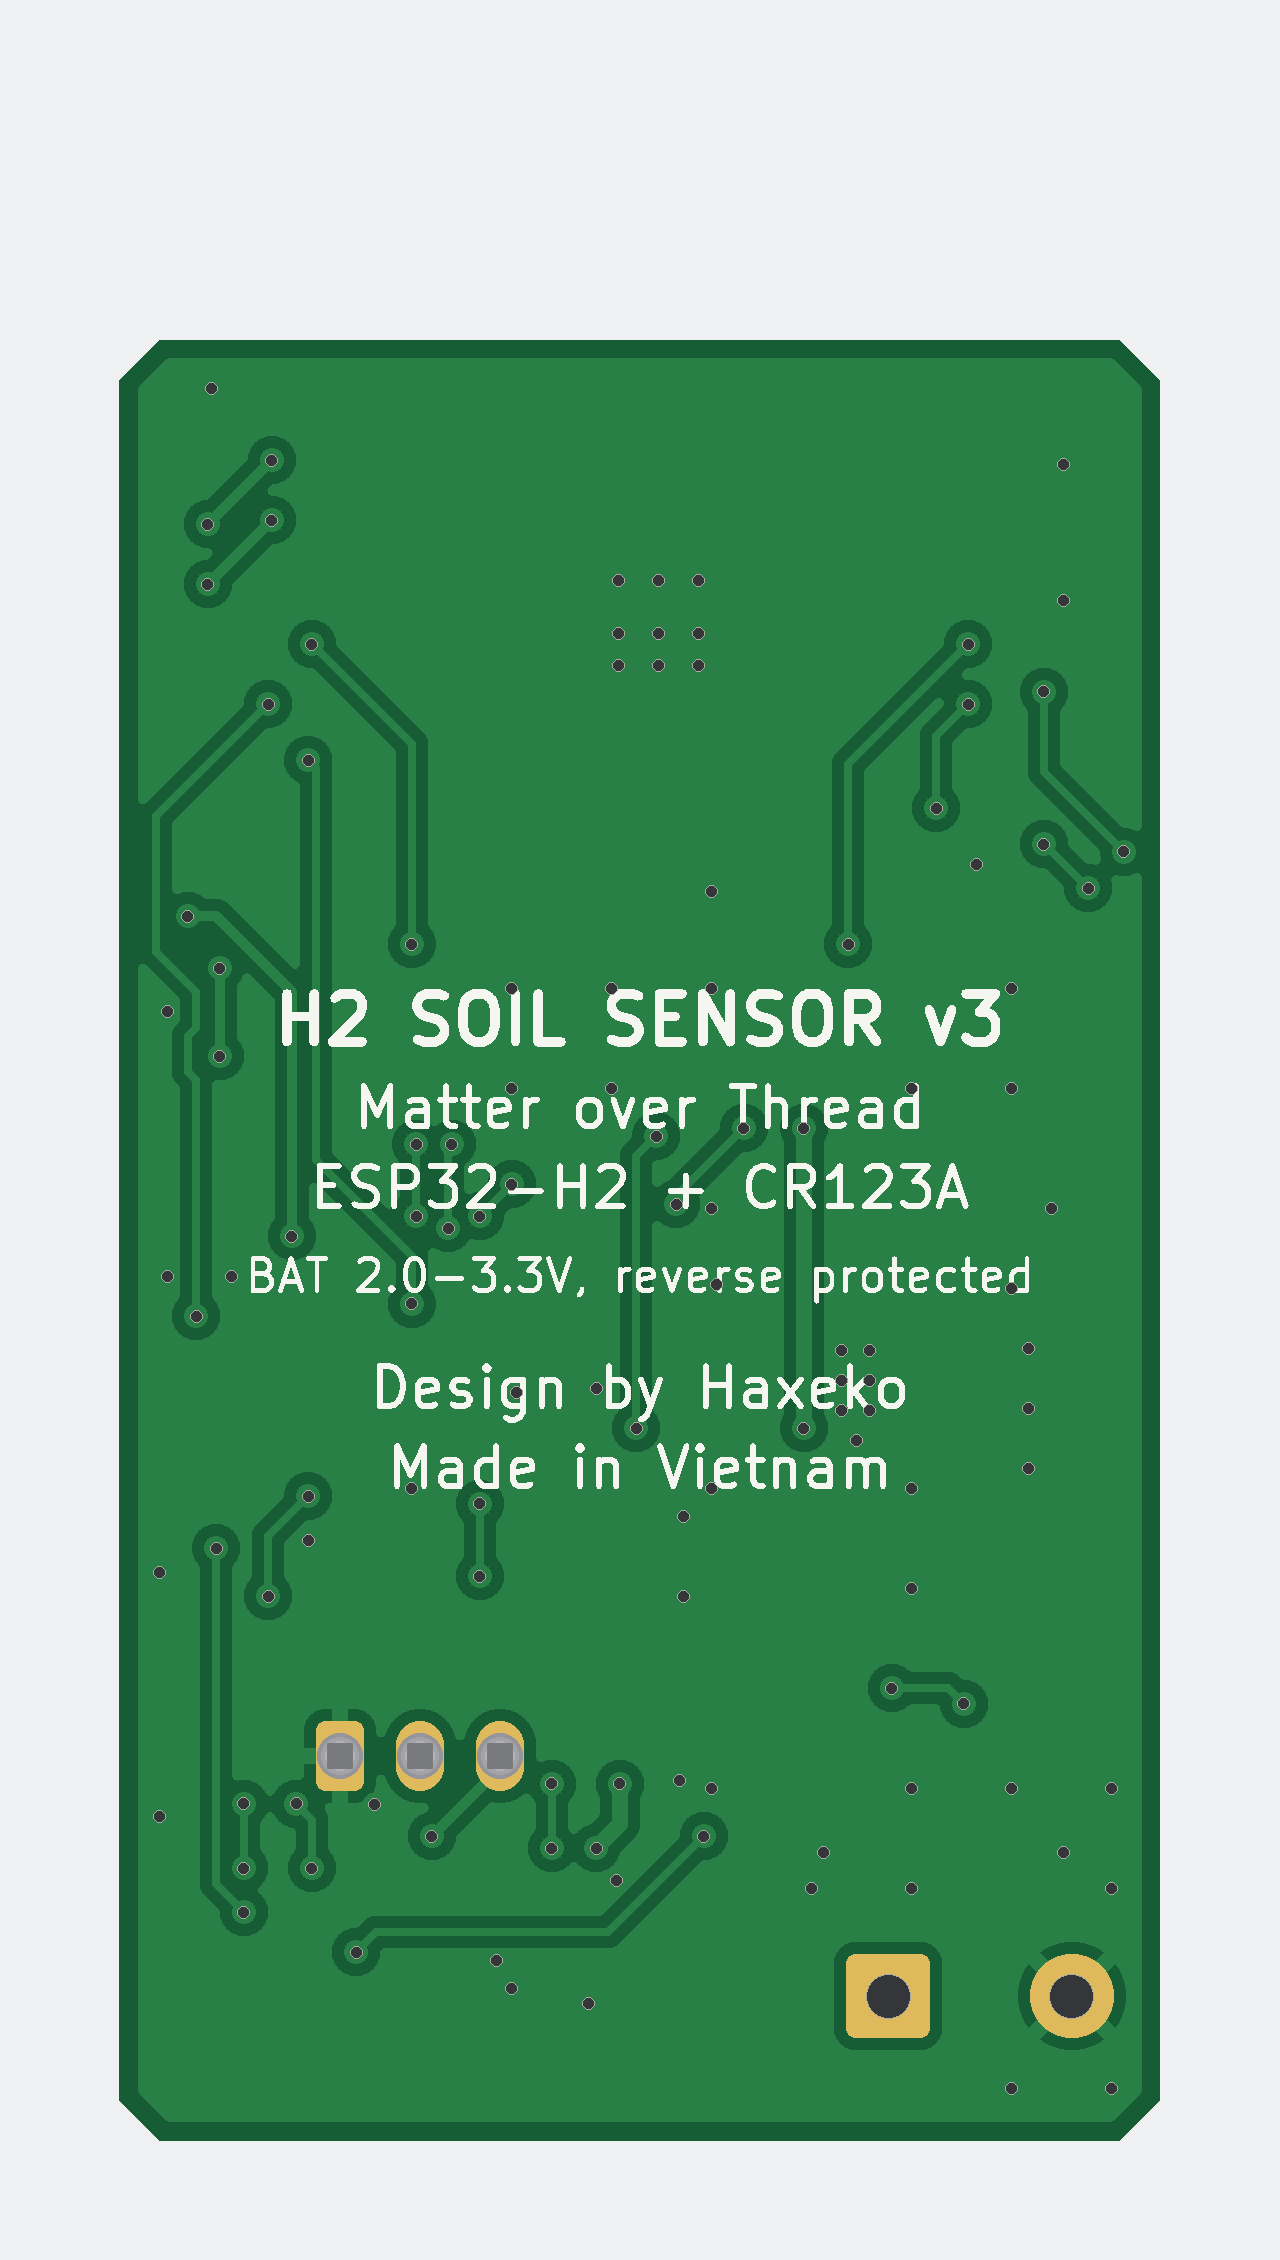 H2 SOIL SENSOR v3
Matter over Thread
ESP32-H2 + CR123A
BAT 2.0-3.3V, reverse protected
Design by Haxeko
Made in Vietnam